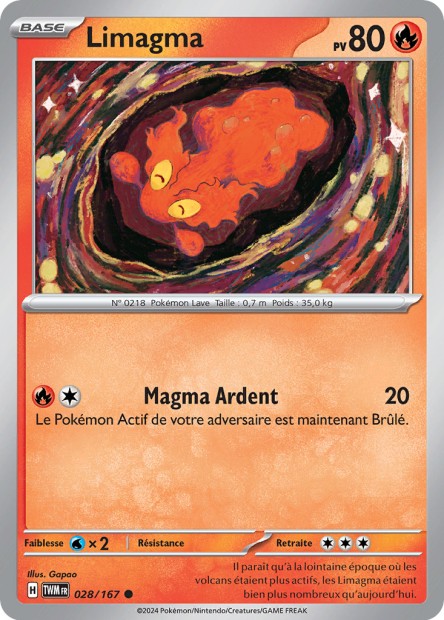 BASE
Limagma
PV 80
N° 0218 Pokémon Lave Taille : 0,7 m Poids : 35,0 kg
Magma Ardent 20
Le Pokémon Actif de votre adversaire est maintenant Brûlé.
Faiblesse ×2 Résistance Retraite
Illus. Gapao
H TWM FR 028/167
Il paraît qu'à la lointaine époque où les
volcans étaient plus actifs, les Limagma étaient
bien plus nombreux qu'aujourd'hui.
©2024 Pokémon/Nintendo/Creatures/GAME FREAK